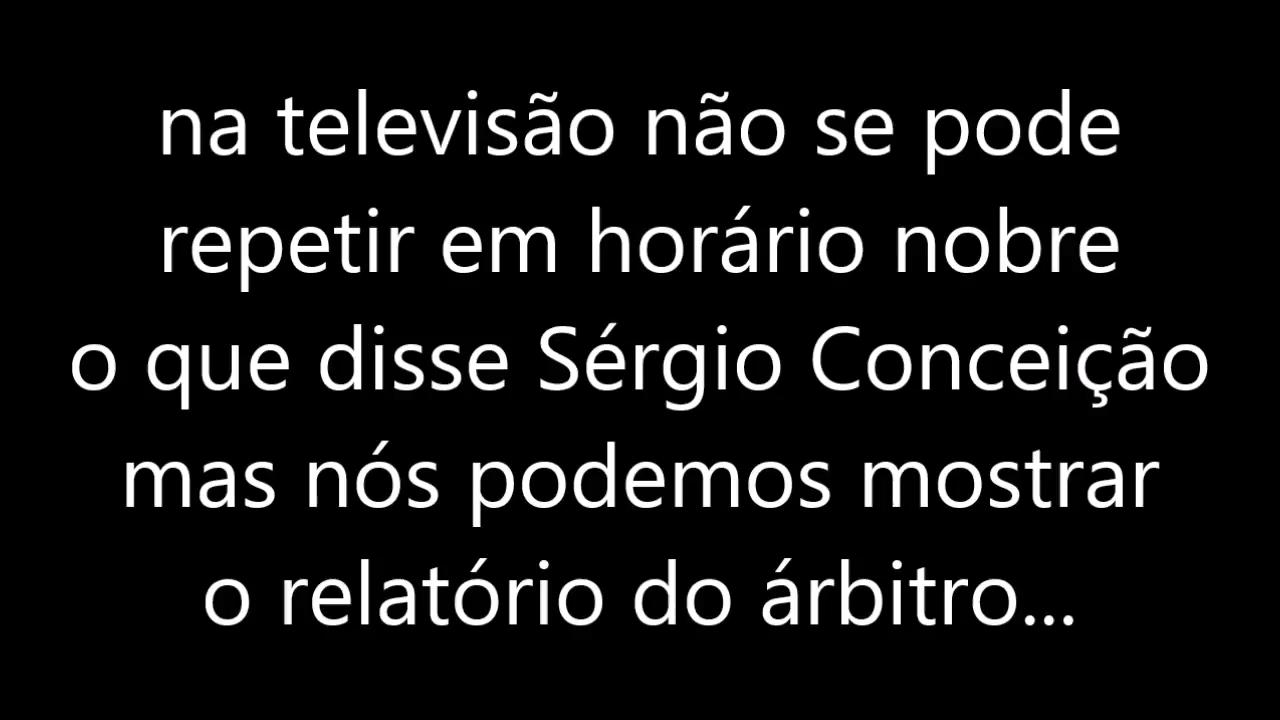 na televisão não se pode
repetir em horário nobre
o que disse Sérgio Conceição
mas nós podemos mostrar
o relatório do árbitro...